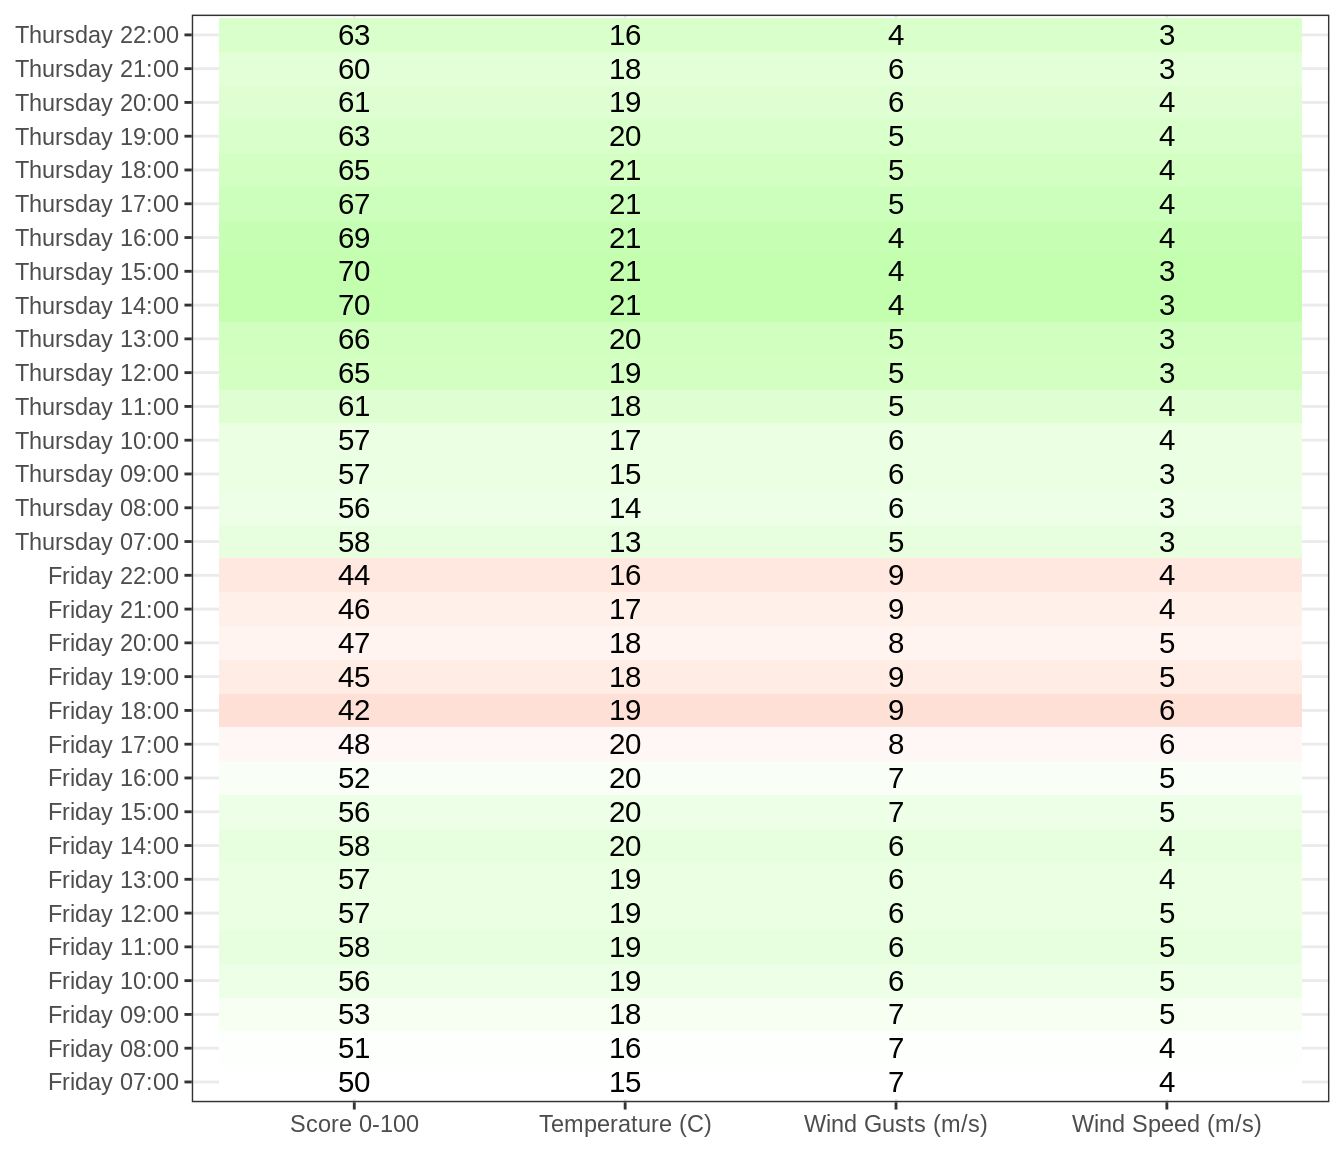 Thursday 22:00 63 16 4 3
Thursday 21:00 60 18 6 3
Thursday 20:00 61 19 6 4
Thursday 19:00 63 20 5 4
Thursday 18:00 65 21 5 4
Thursday 17:00 67 21 5 4
Thursday 16:00 69 21 4 4
Thursday 15:00 70 21 4 3
Thursday 14:00 70 21 4 3
Thursday 13:00 66 20 5 3
Thursday 12:00 65 19 5 3
Thursday 11:00 61 18 5 4
Thursday 10:00 57 17 6 4
Thursday 09:00 57 15 6 3
Thursday 08:00 56 14 6 3
Thursday 07:00 58 13 5 3
Friday 22:00 44 16 9 4
Friday 21:00 46 17 9 4
Friday 20:00 47 18 8 5
Friday 19:00 45 18 9 5
Friday 18:00 42 19 9 6
Friday 17:00 48 20 8 6
Friday 16:00 52 20 7 5
Friday 15:00 56 20 7 5
Friday 14:00 58 20 6 4
Friday 13:00 57 19 6 4
Friday 12:00 57 19 6 5
Friday 11:00 58 19 6 5
Friday 10:00 56 19 6 5
Friday 09:00 53 18 7 5
Friday 08:00 51 16 7 4
Friday 07:00 50 15 7 4
Score 0-100 Temperature (C) Wind Gusts (m/s) Wind Speed (m/s)